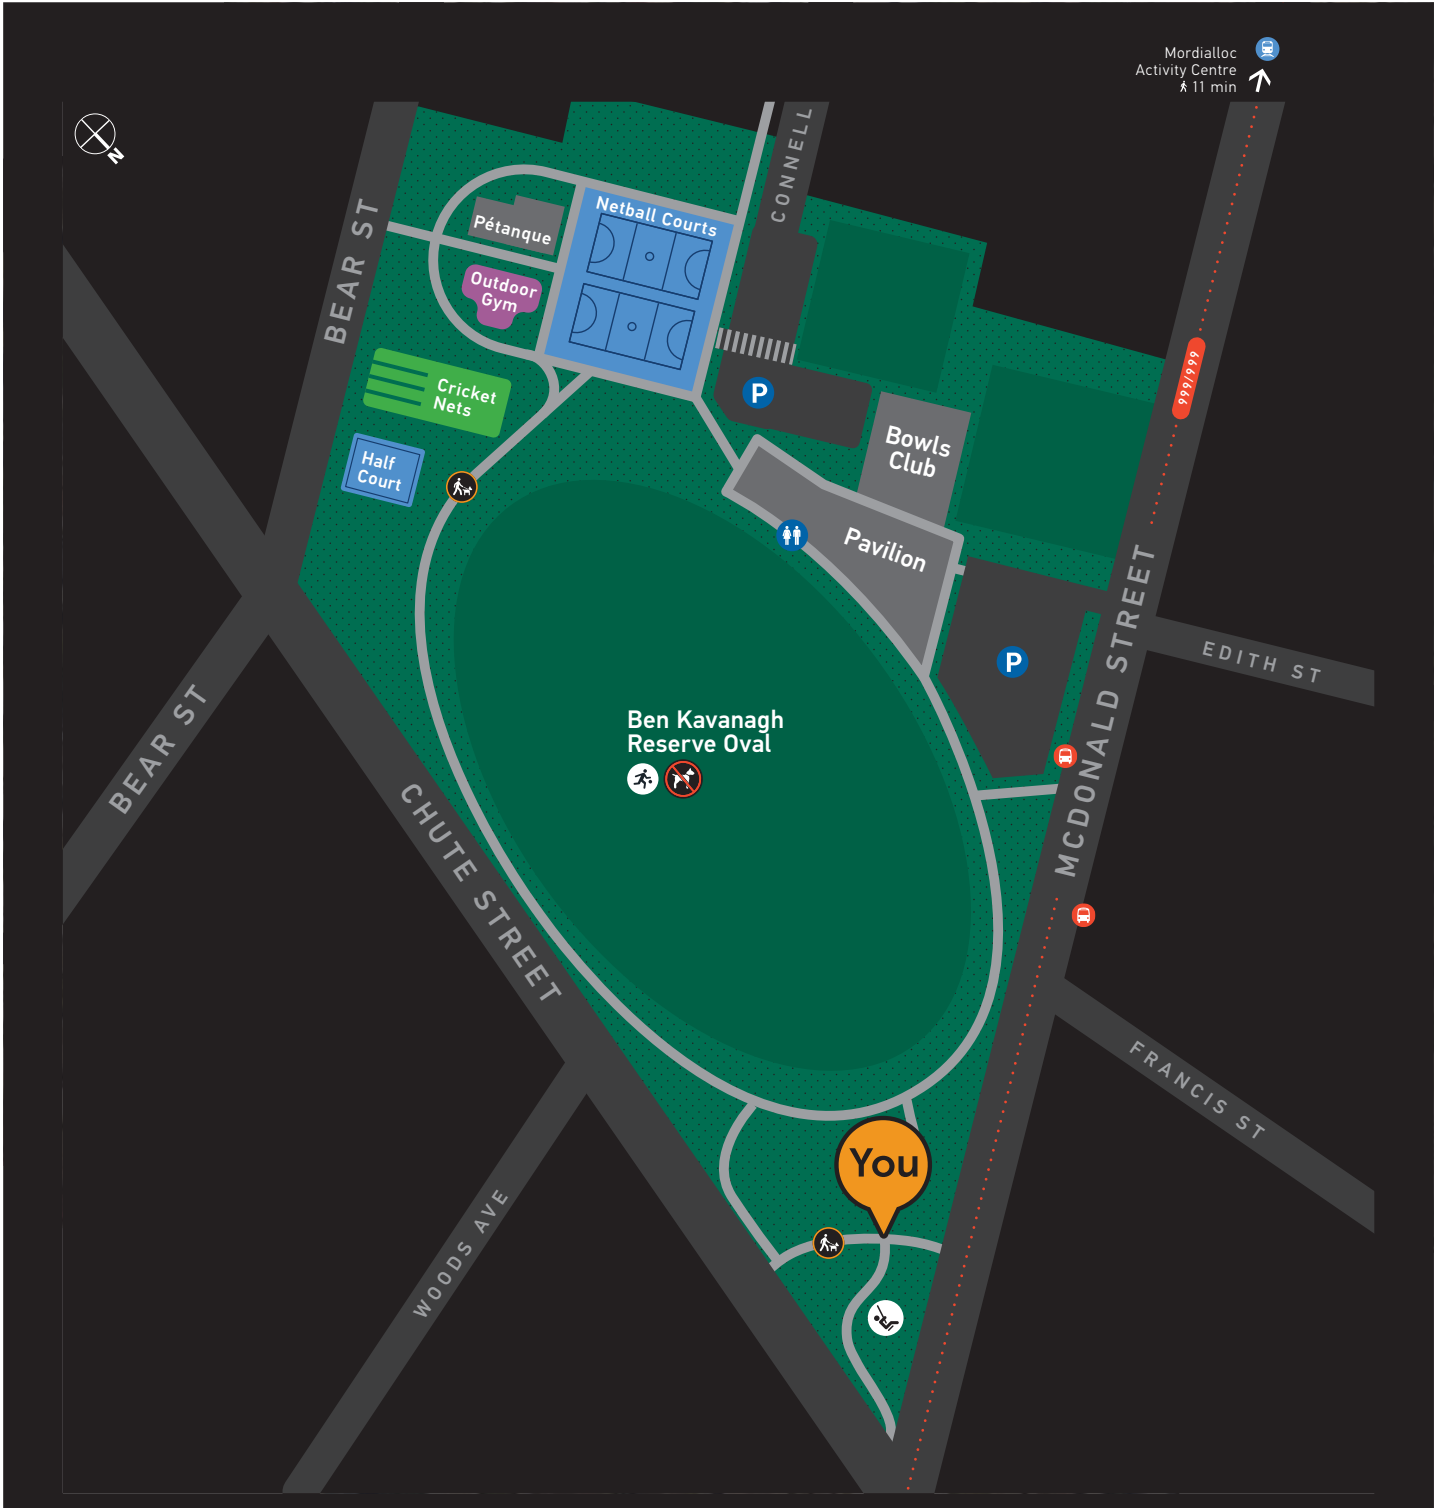 Mordialloc
Activity Centre
11 min
N
CONNELL
BEAR ST
Netball Courts
Pétanque
Outdoor
Gym
Cricket
Nets
Half
Court
P
Bowls
Club
666/666
Pavilion
P
MCDONALD STREET
EDITH ST
BEAR ST
Ben Kavanagh
Reserve Oval
CHUTE STREET
FRANCIS ST
You
WOODS AVE